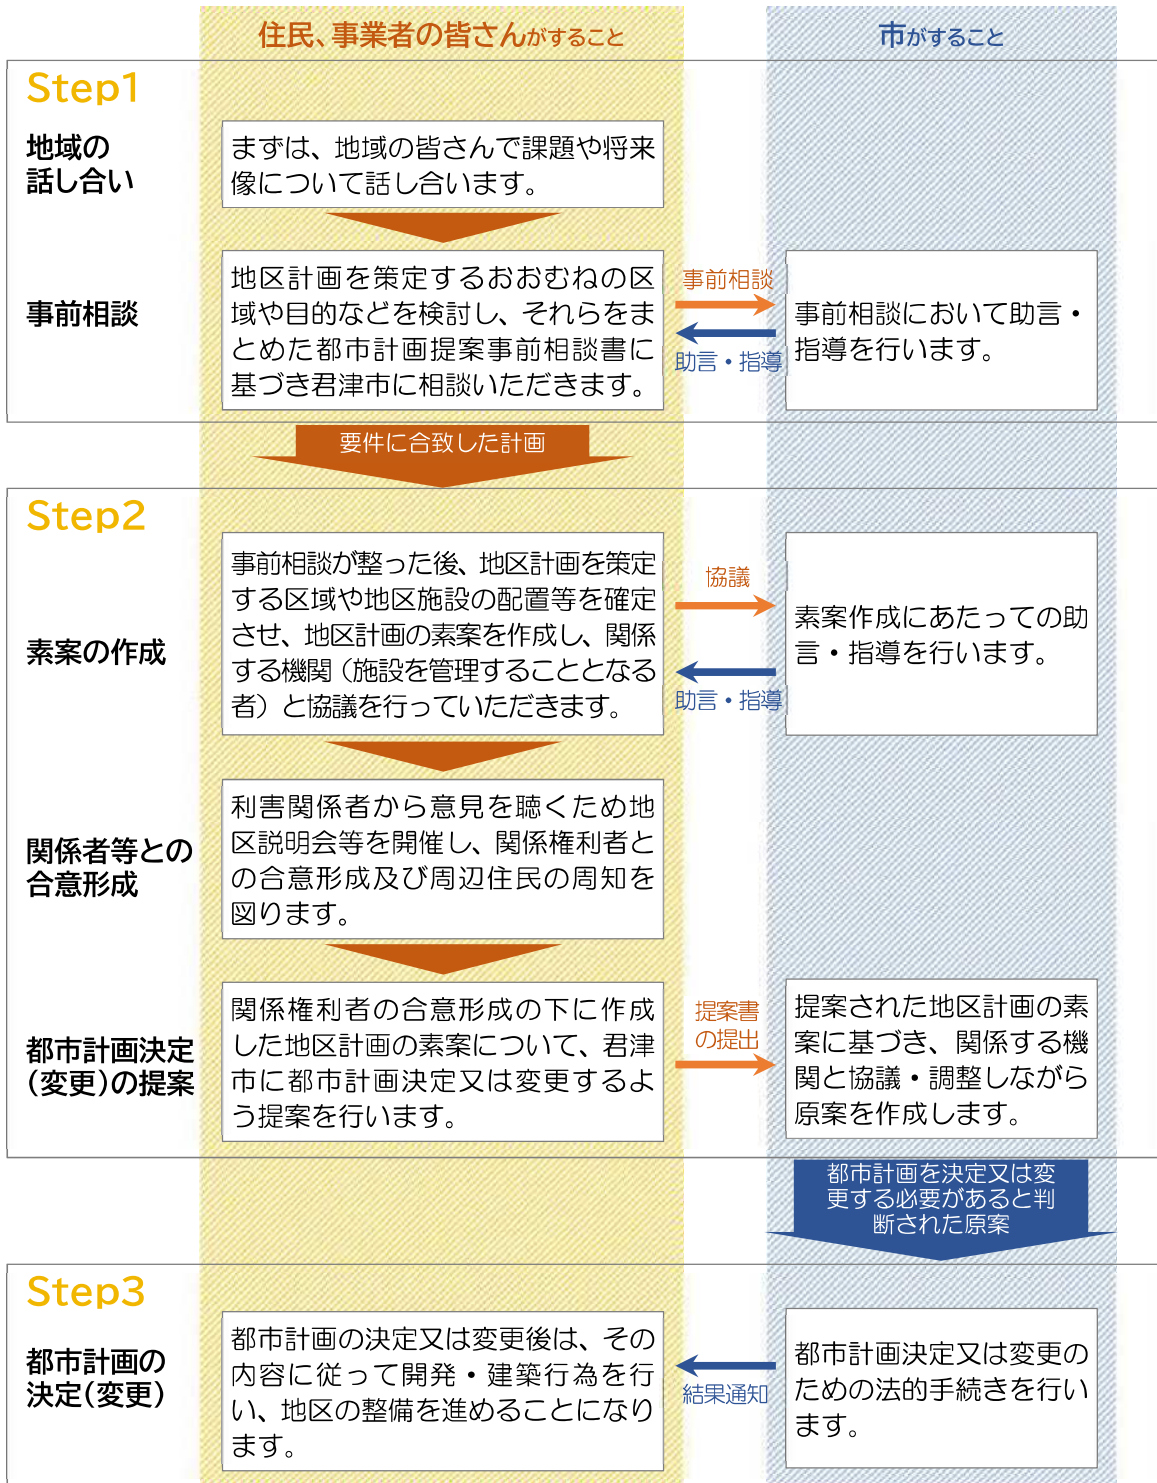 住民、事業者の皆さんがすること
市がすること
Step1
地域の
話し合い
まずは、地域の皆さんで課題や将来
像について話し合います。
事前相談
地区計画を策定するおおむねの区
域や目的などを検討し、それらをま
とめた都市計画提案事前相談書に
基づき君津市に相談いただきます。
事前相談
助言・指導
事前相談において助言・
指導を行います。
要件に合致した計画
Step2
素案の作成
事前相談が整った後、地区計画を策定
する区域や地区施設の配置等を確定
させ、地区計画の素案を作成し、関係
する機関（施設を管理することとなる
者）と協議を行っていただきます。
協議
助言・指導
素案作成にあたっての助
言・指導を行います。
関係者等との
合意形成
利害関係者から意見を聴くため地
区説明会等を開催し、関係権利者と
の合意形成及び周辺住民の周知を
図ります。
都市計画決定
（変更）の提案
関係権利者の合意形成の下に作成
した地区計画の素案について、君津
市に都市計画決定又は変更するよ
う提案を行います。
提案書
の提出
提案された地区計画の素
案に基づき、関係する機
関と協議・調整しながら
原案を作成します。
都市計画を決定又は変
更する必要があると判
断された原案
Step3
都市計画の
決定（変更）
都市計画の決定又は変更後は、その
内容に従って開発・建築行為を行
い、地区の整備を進めることになり
ます。
結果通知
都市計画決定又は変更の
ための法的手続きを行い
ます。